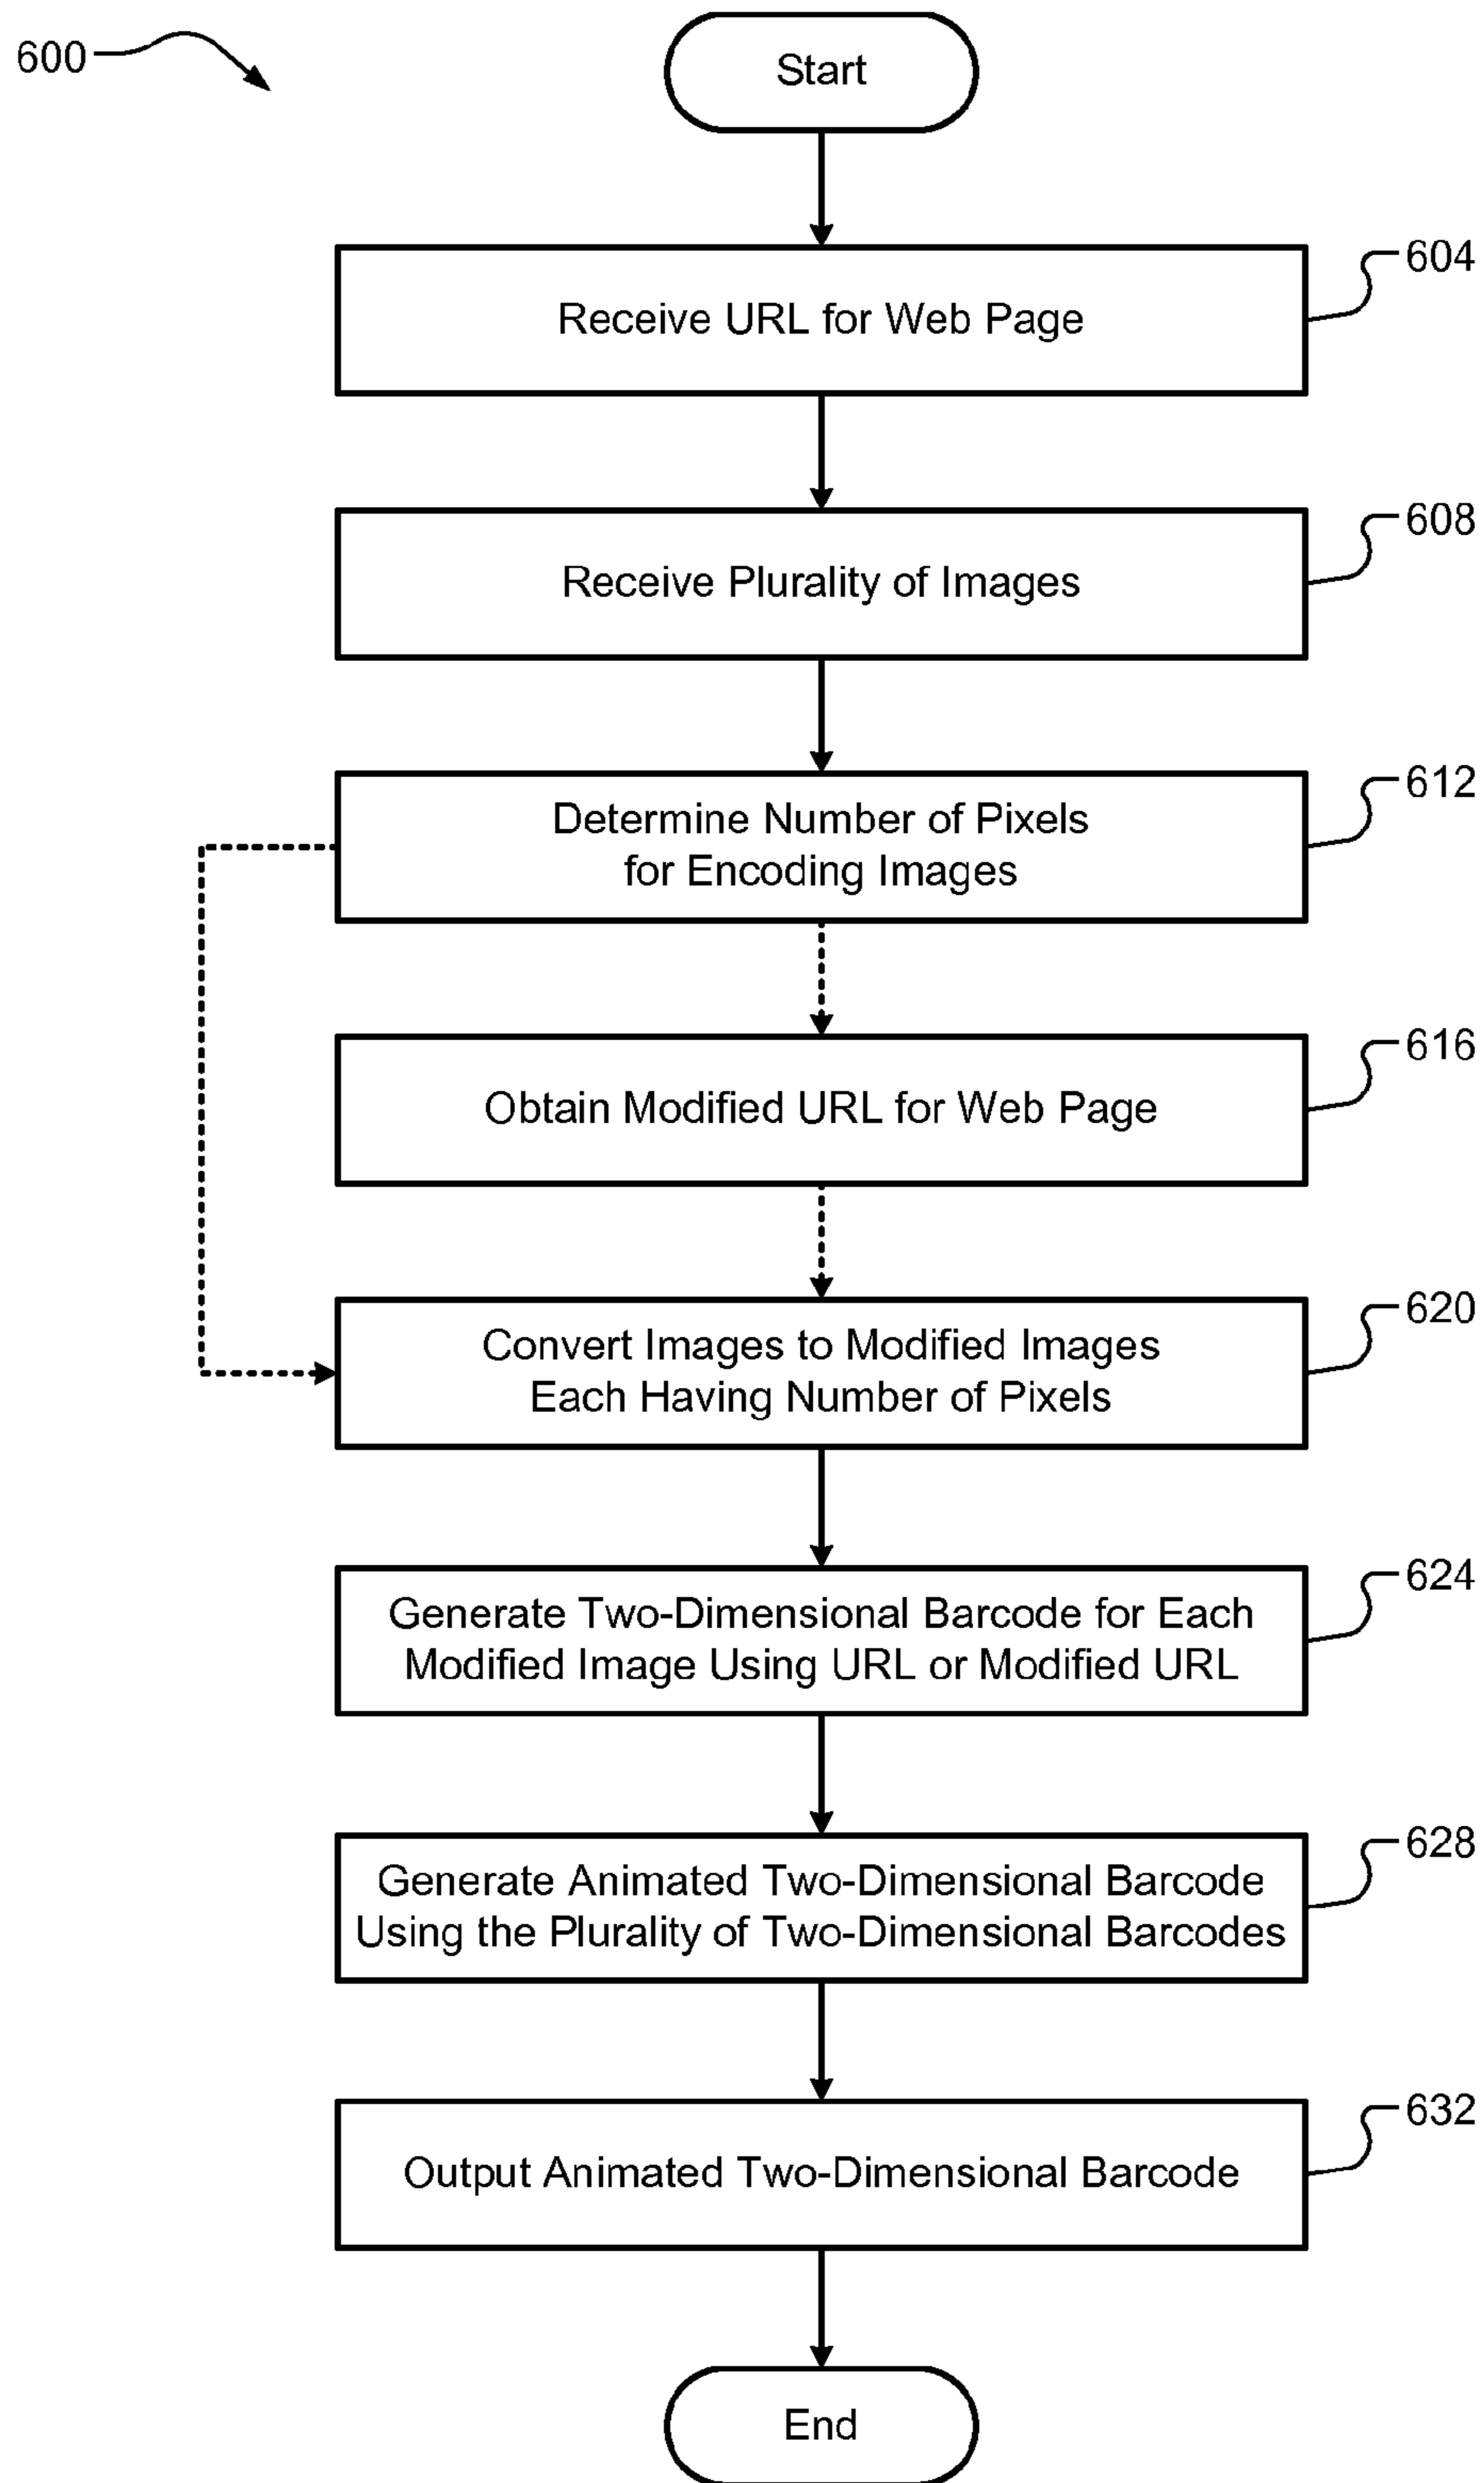 600
Start
Receive URL for Web Page
604
Receive Plurality of Images
608
Determine Number of Pixels
for Encoding Images
612
Obtain Modified URL for Web Page
616
Convert Images to Modified Images
Each Having Number of Pixels
620
Generate Two-Dimensional Barcode for Each
Modified Image Using URL or Modified URL
624
Generate Animated Two-Dimensional Barcode
Using the Plurality of Two-Dimensional Barcodes
628
Output Animated Two-Dimensional Barcode
632
End